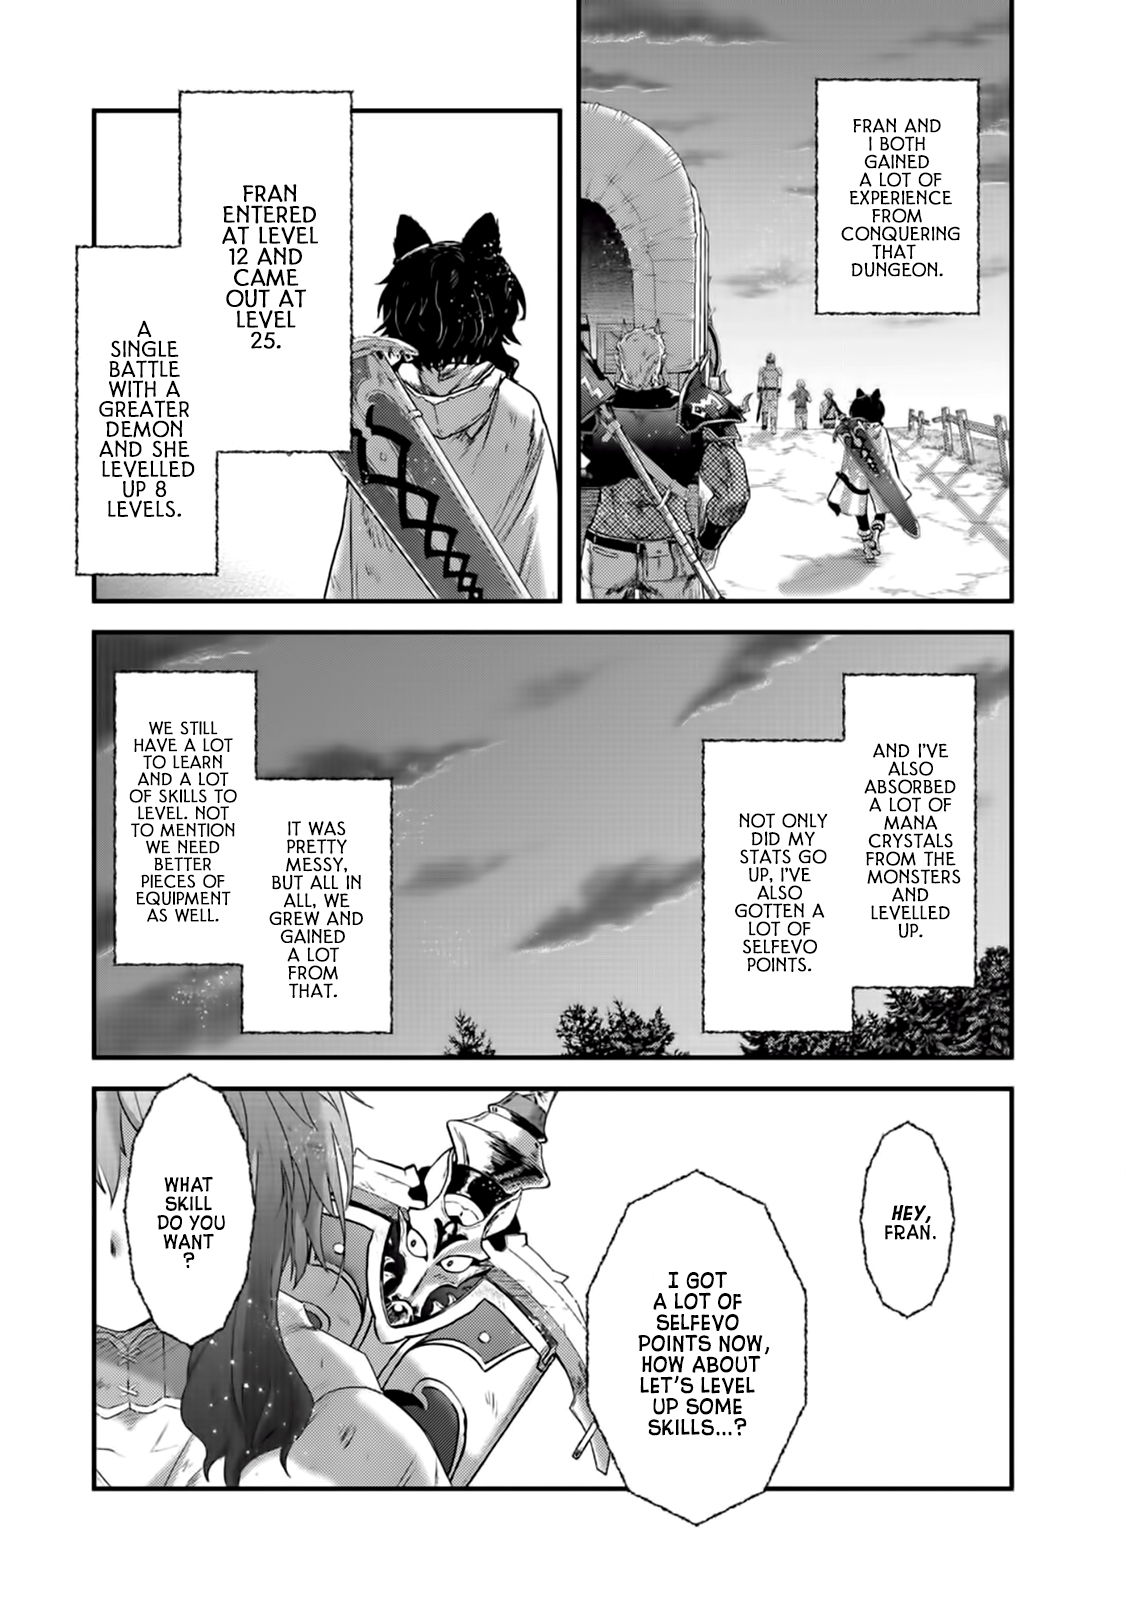 FRAN AND
I BOTH
GAINED
A LOT OF
EXPERIENCE
FROM
CONQUERING
THAT
DUNGEON.
FRAN
ENTERED
AT LEVEL
12 AND
CAME
OUT AT
LEVEL
25.
A
SINGLE
BATTLE
WITH A
GREATER
DEMON
AND SHE
LEVELLED
UP 8
LEVELS.
AND I'VE
ALSO
ABSORBED
A LOT OF
MANA
CRYSTALS
FROM THE
MONSTERS
AND
LEVELLED
UP.
NOT ONLY
DID MY
STATS GO
UP, I'VE
ALSO
GOTTEN A
LOT OF
SELFEVO
POINTS.
IT WAS
PRETTY
MESSY,
BUT ALL IN
ALL, WE
GREW AND
GAINED
A LOT
FROM
THAT.
WE STILL
HAVE A LOT
TO LEARN
AND A LOT
OF SKILLS TO
LEVEL. NOT
TO MENTION
WE NEED
BETTER
PIECES OF
EQUIPMENT
AS WELL.
HEY,
FRAN.
I GOT
A LOT OF
SELFEVO
POINTS NOW,
HOW ABOUT
LET'S LEVEL
UP SOME
SKILLS...?
WHAT
SKILL
DO YOU
WANT
?